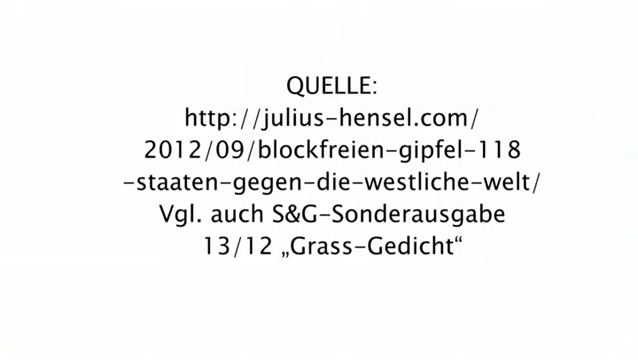 QUELLE:
http://julius-hensel.com/
2012/09/blockfreien-gipfel-118
-staaten-gegen-die-westliche-welt/
Vgl. auch S&G-Sonderausgabe
13/12 „Grass-Gedicht“